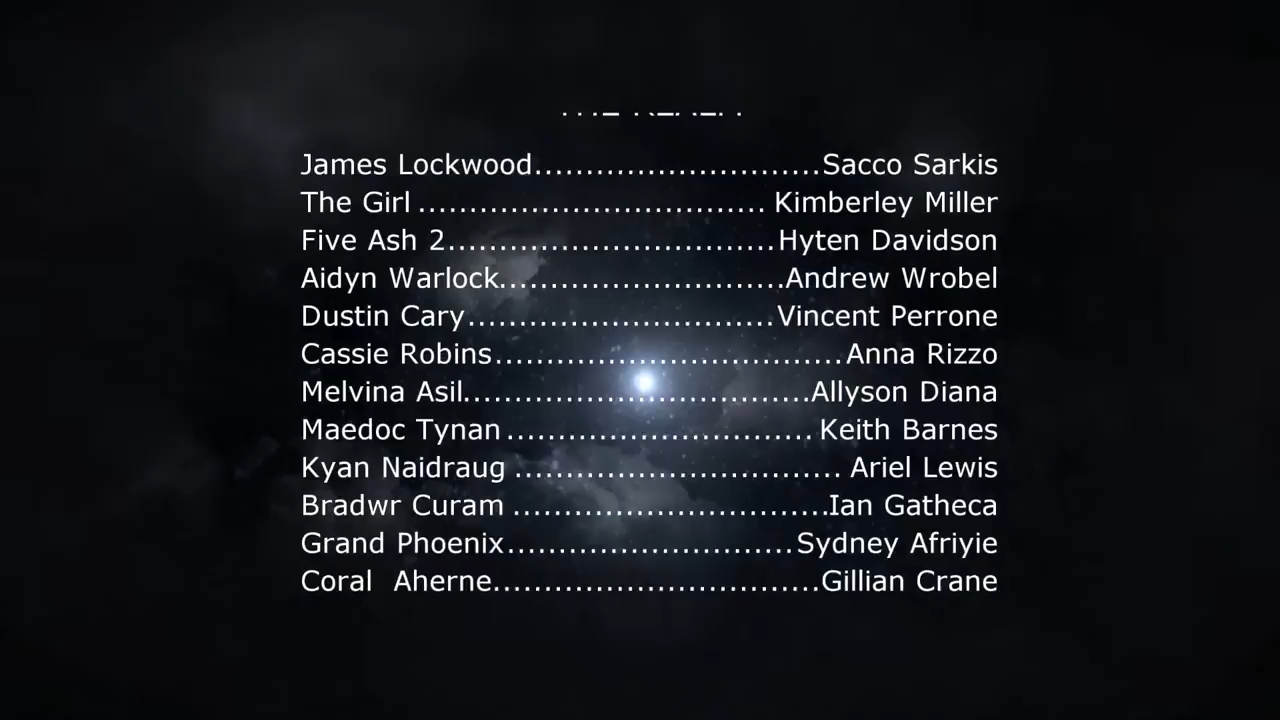 James Lockwood............................Sacco Sarkis
The Girl .................................. Kimberley Miller
Five Ash 2................................Hyten Davidson
Aidyn Warlock............................Andrew Wrobel
Dustin Cary..............................Vincent Perrone
Cassie Robins..................................Anna Rizzo
Melvina Asil..................................Allyson Diana
Maedoc Tynan .............................. Keith Barnes
Kyan Naidraug ................................ Ariel Lewis
Bradwr Curam ...............................Ian Gatheca
Grand Phoenix............................Sydney Afriyie
Coral  Aherne................................Gillian Crane